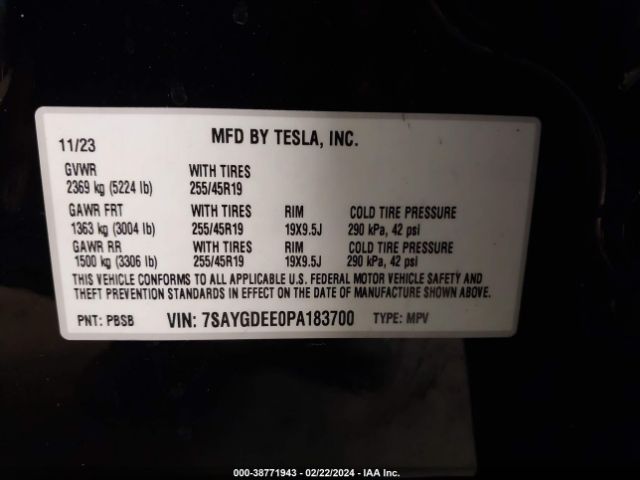 11/23 MFD BY TESLA, INC.
GVWR WITH TIRES
2369 kg (5224 lb) 255/45R19
GAWR FRT WITH TIRES RIM COLD TIRE PRESSURE
1363 kg (3004 lb) 255/45R19 19X9.5J 290 kPa, 42 psi
GAWR RR WITH TIRES RIM COLD TIRE PRESSURE
1500 kg (3306 lb) 255/45R19 19X9.5J 290 kPa, 42 psi
THIS VEHICLE CONFORMS TO ALL APPLICABLE U.S. FEDERAL MOTOR VEHICLE SAFETY AND
THEFT PREVENTION STANDARDS IN EFFECT ON THE DATE OF MANUFACTURE SHOWN ABOVE.
PNT: PBSB VIN: 7SAYGDEE0PA183700 TYPE: MPV
000-38771943 - 02/22/2024 - IAA Inc.